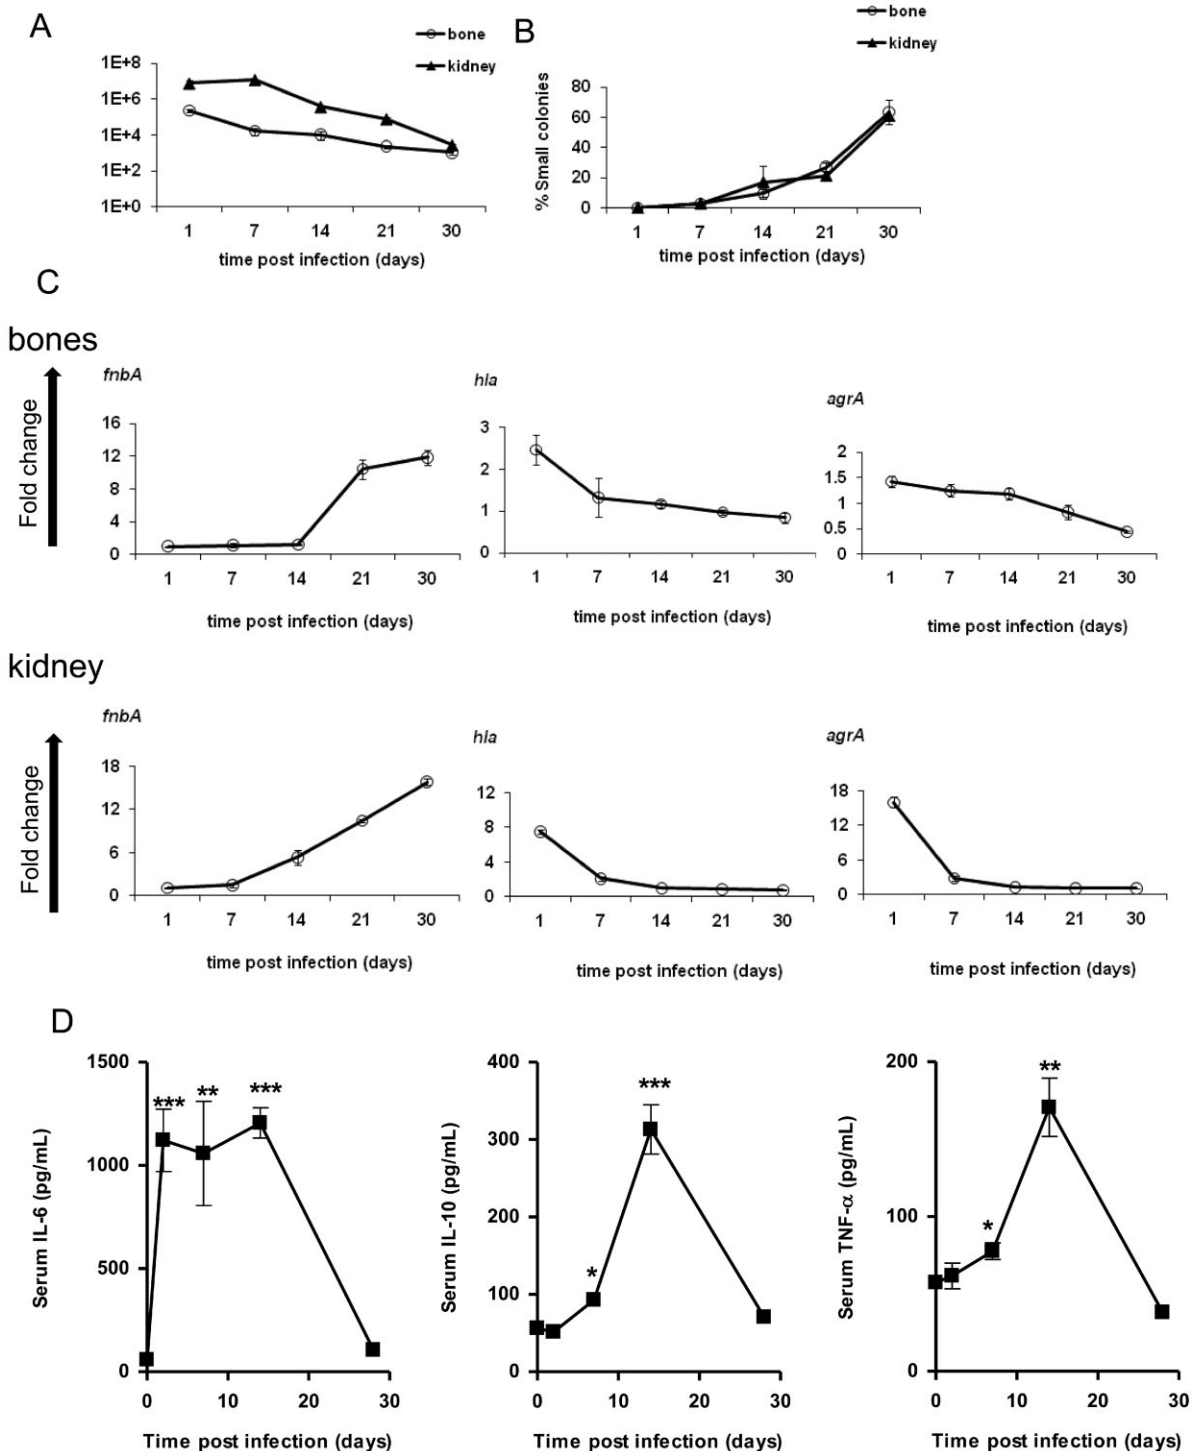 A
bone
kidney
1E+8
1E+6
1E+4
1E+2
1E+0
1 7 14 21 30
time post infection (days)
B
bone
kidney
% Small colonies
80
60
40
20
0
1 7 14 21 30
time post infection (days)
C
bones
Fold change
fnbA
16
12
8
4
0
1 7 14 21 30
time post infection (days)
hla
3
2
1
0
1 7 14 21 30
time post infection (days)
agrA
2
1.5
1
0.5
0
1 7 14 21 30
time post infection (days)
kidney
Fold change
fnbA
18
12
6
0
1 7 14 21 30
time post infection (days)
hla
12
8
4
0
1 7 14 21 30
time post infection (days)
agrA
18
12
6
0
1 7 14 21 30
time post infection (days)
D
Serum IL-6 (pg/mL)
1500
1000
500
0
*** ** ***
0 10 20 30
Time post infection (days)
Serum IL-10 (pg/mL)
400
300
200
100
0
* ***
0 10 20 30
Time post infection (days)
Serum TNF-α (pg/mL)
200
100
0
* **
0 10 20 30
Time post infection (days)